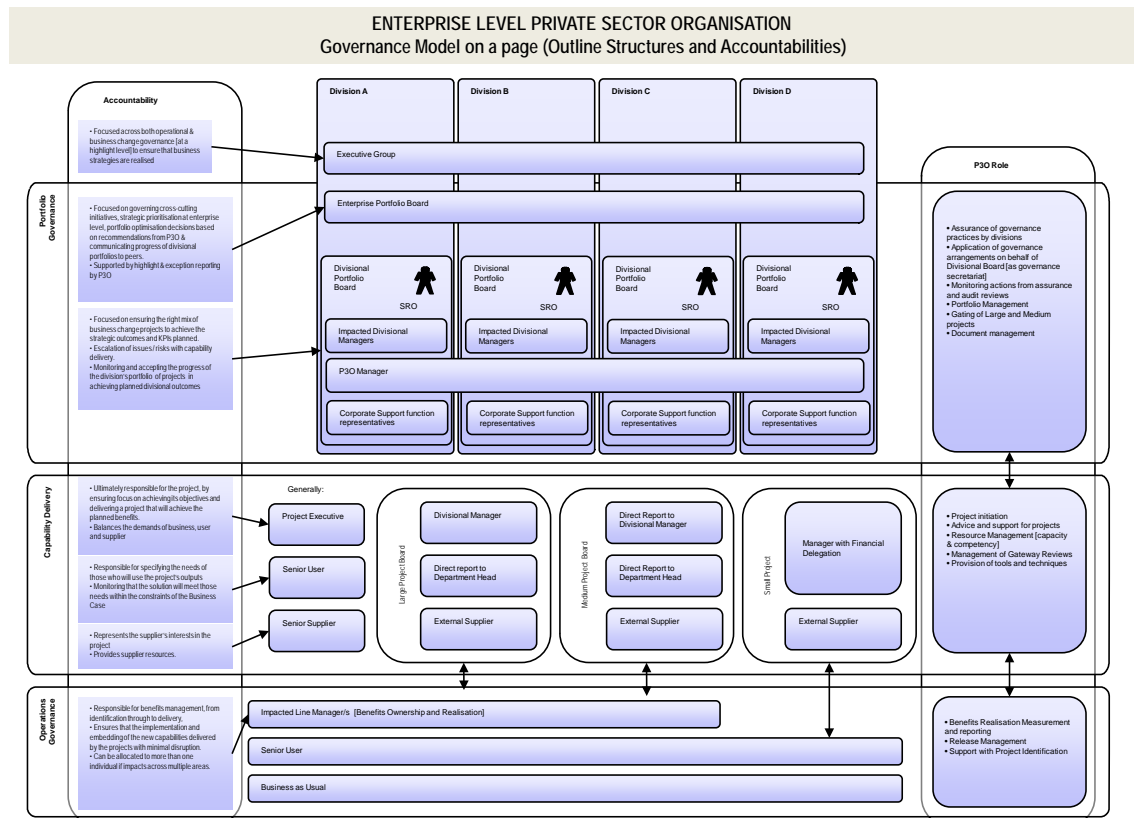 ENTERPRISE LEVEL PRIVATE SECTOR ORGANISATION
Governance Model on a page (Outline Structures and Accountabilities)
Accountability
• Focused across both operational &
business change governance [at a
highlight level] to ensure that business
strategies are realised
Division A
Division B
Division C
Division D
Executive Group
P3O Role
Portfolio
Governance
• Focused on governing cross-cutting
initiatives, strategic prioritisation at enterprise
level, portfolio optimisation decisions based
on recommendations from P3O &
communicating progress of divisional
portfolios to peers.
• Supported by highlight & exception reporting
by P3O
Enterprise Portfolio Board
• Focused on ensuring the right mix of
business change projects to achieve the
strategic outcomes and KPIs planned.
• Escalation of issues/risks with capability
delivery.
• Monitoring and accepting the progress of
the division's portfolio of projects in
achieving planned divisional outcomes
Divisional
Portfolio
Board
SRO
Impacted Divisional
Managers
Divisional
Portfolio
Board
SRO
Impacted Divisional
Managers
Divisional
Portfolio
Board
SRO
Impacted Divisional
Managers
Divisional
Portfolio
Board
SRO
Impacted Divisional
Managers
P3O Manager
Corporate Support function
representatives
Corporate Support function
representatives
Corporate Support function
representatives
Corporate Support function
representatives
• Assurance of governance
practices by divisions
• Application of governance
arrangements on behalf of
Divisional Board [as governance
secretariat]
• Monitoring actions from assurance
and audit reviews
• Portfolio Management
• Gating of Large and Medium
projects
• Document management
Capability Delivery
• Ultimately responsible for the project, by
ensuring focus on achieving its objectives and
delivering a project that will achieve the
planned benefits.
• Balances the demands of business, user
and supplier
• Responsible for specifying the needs of
those who will use the project's outputs
• Monitoring that the solution will meet those
needs within the constraints of the Business
Case
• Represents the supplier's interests in the
project
• Provides supplier resources.
Generally:
Project Executive
Senior User
Senior Supplier
Large Project Board
Divisional Manager
Direct report to
Department Head
External Supplier
Medium Project Board
Direct Report to
Divisional Manager
Direct Report to
Department Head
External Supplier
Small Project
Manager with Financial
Delegation
External Supplier
• Project initiation
• Advice and support for projects
• Resource Management [capacity
& competency]
• Management of Gateway Reviews
• Provision of tools and techniques
Operations
Governance
• Responsible for benefits management, from
identification through to delivery,
• Ensures that the implementation and
embedding of the new capabilities delivered
by the projects with minimal disruption.
• Can be allocated to more than one
individual if impacts across multiple areas.
Impacted Line Manager/s [Benefits Ownership and Realisation]
Senior User
Business as Usual
• Benefits Realisation Measurement
and reporting
• Release Management
• Support with Project Identification